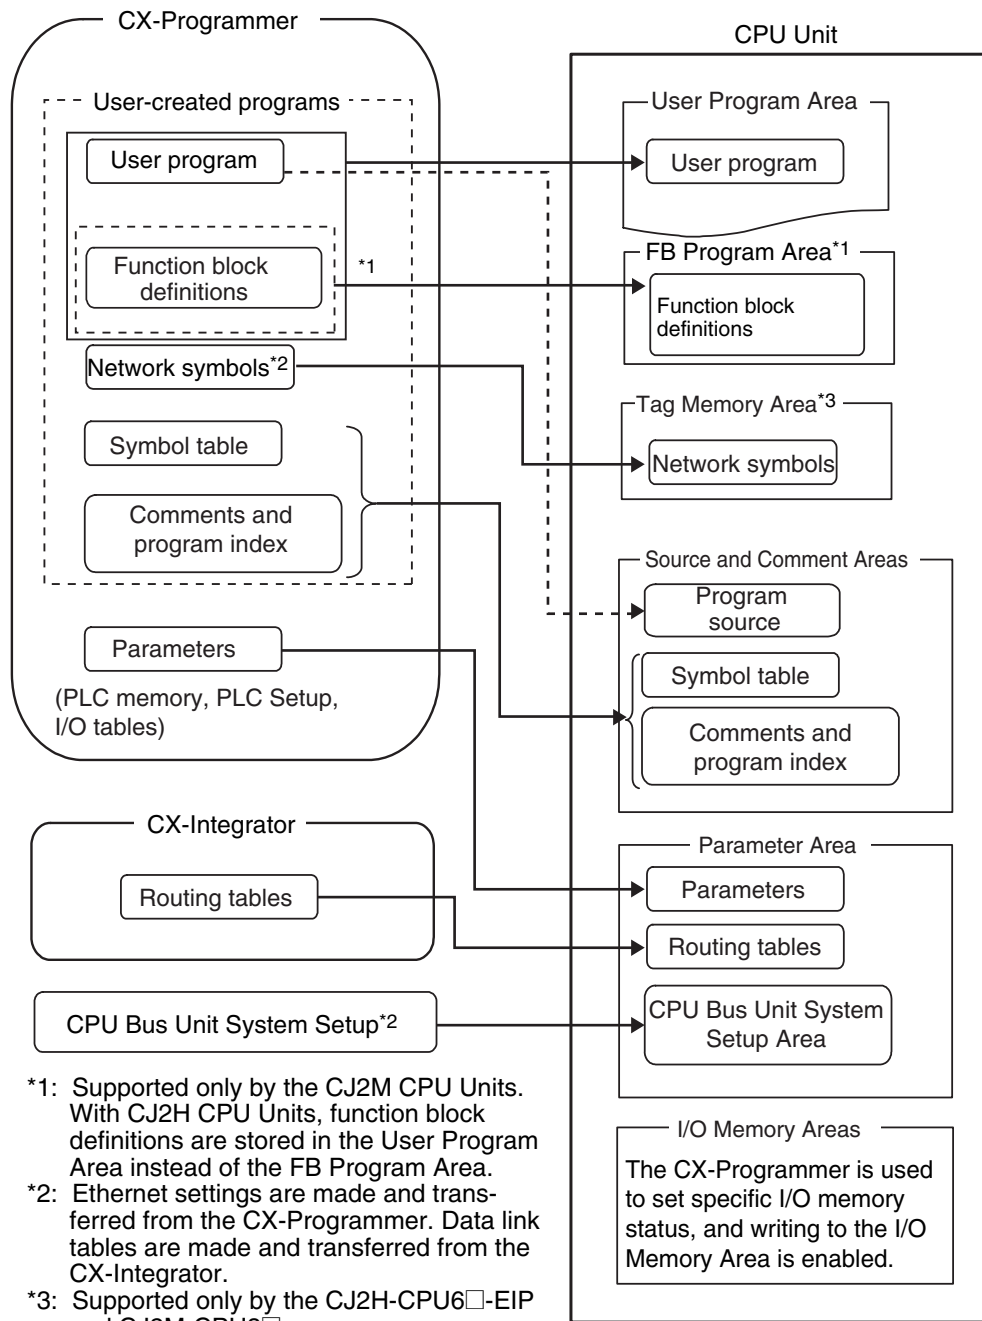 CX-Programmer
User-created programs
User program
Function block
definitions
*1
Network symbols*2
Symbol table
Comments and
program index
Parameters
(PLC memory, PLC Setup,
I/O tables)
CX-Integrator
Routing tables
CPU Bus Unit System Setup*2
*1: Supported only by the CJ2M CPU Units.
With CJ2H CPU Units, function block
definitions are stored in the User Program
Area instead of the FB Program Area.
*2: Ethernet settings are made and trans-
ferred from the CX-Programmer. Data link
tables are made and transferred from the
CX-Integrator.
*3: Supported only by the CJ2H-CPU6□-EIP
CPU Unit
User Program Area
User program
FB Program Area*1
Function block
definitions
Tag Memory Area*3
Network symbols
Source and Comment Areas
Program
source
Symbol table
Comments and
program index
Parameter Area
Parameters
Routing tables
CPU Bus Unit System
Setup Area
I/O Memory Areas
The CX-Programmer is used
to set specific I/O memory
status, and writing to the I/O
Memory Area is enabled.